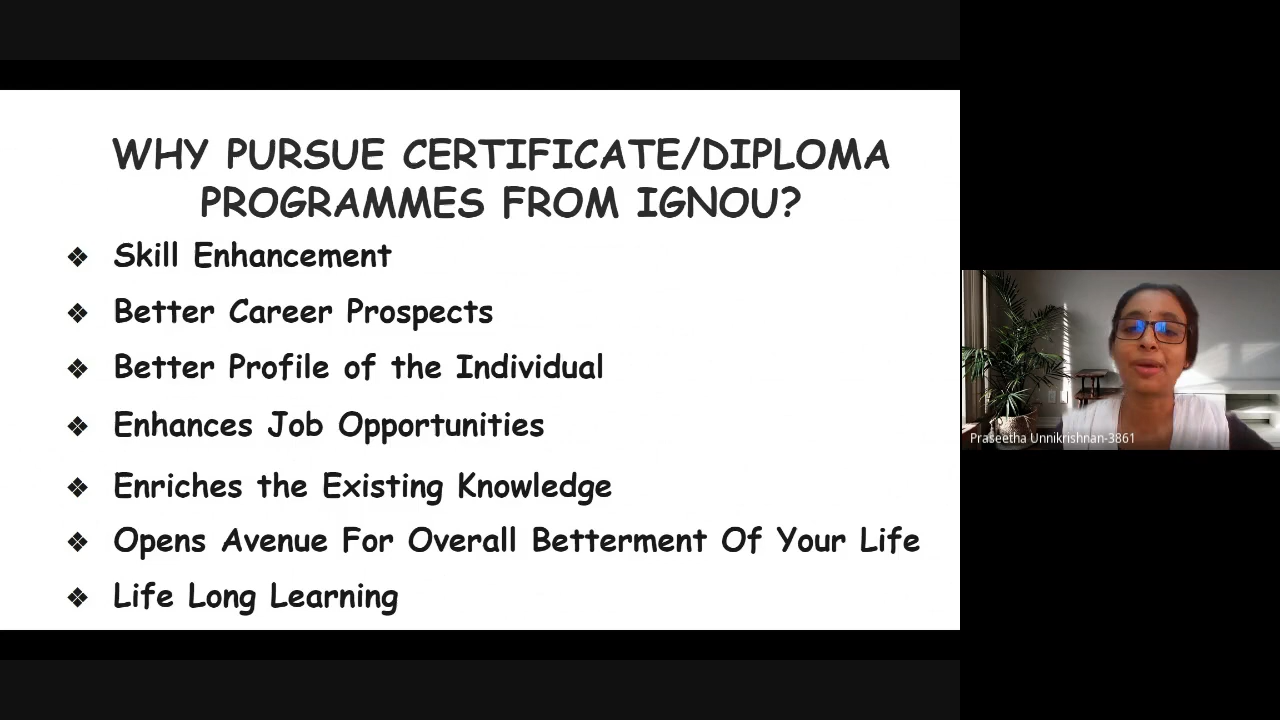 WHY PURSUE CERTIFICATE/DIPLOMA
PROGRAMMES FROM IGNOU?
❖ Skill Enhancement
❖ Better Career Prospects
❖ Better Profile of the Individual
❖ Enhances Job Opportunities
❖ Enriches the Existing Knowledge
❖ Opens Avenue For Overall Betterment Of Your Life
❖ Life Long Learning
Praseetha Unnikrishnan-3861